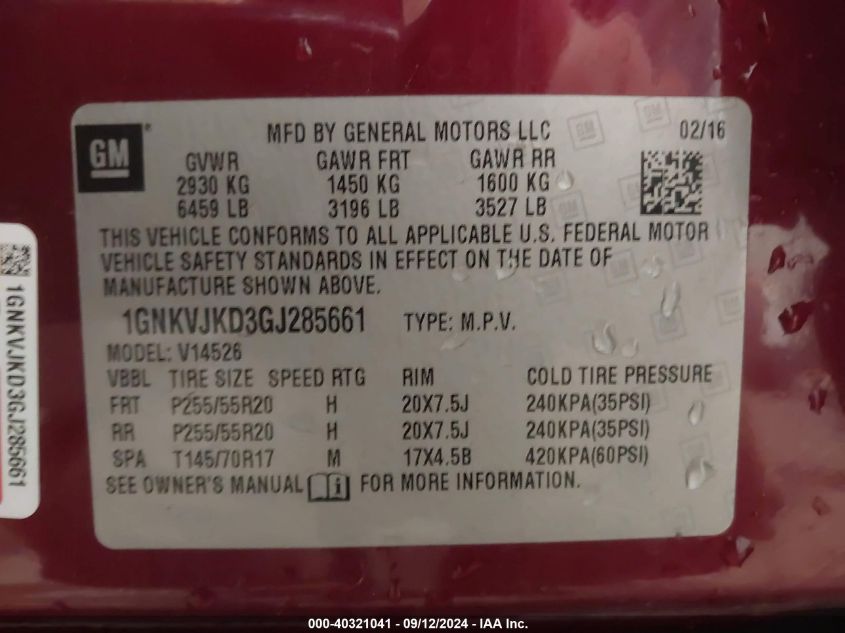 GM
MFD BY GENERAL MOTORS LLC 02/16
GVWR GAWR FRT GAWR RR
2930 KG 1450 KG 1600 KG
6459 LB 3196 LB 3527 LB
THIS VEHICLE CONFORMS TO ALL APPLICABLE U.S. FEDERAL MOTOR
VEHICLE SAFETY STANDARDS IN EFFECT ON THE DATE OF
MANUFACTURE SHOWN ABOVE.
1GNKVJKD3GJ285661 TYPE: M.P.V.
MODEL: V14526
VBBL TIRE SIZE SPEED RTG RIM COLD TIRE PRESSURE
FRT P255/55R20 H 20X7.5J 240KPA(35PSI)
RR P255/55R20 H 20X7.5J 240KPA(35PSI)
SPA T145/70R17 M 17X4.5B 420KPA(60PSI)
SEE OWNER'S MANUAL i FOR MORE INFORMATION.
1GNKVJKD3GJ285661
000-40321041 - 09/12/2024 - IAA Inc.